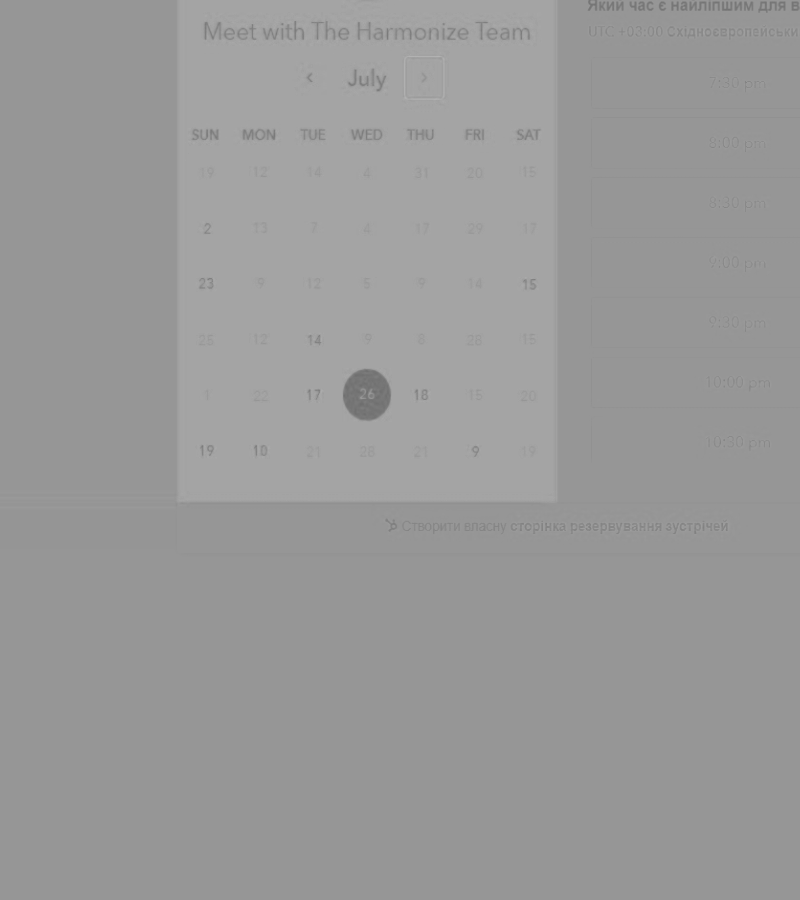 Meet with The Harmonize Team
July
SUN MON TUE WED THU FRI SAT
19 12 14 4 31 20 15
2 13 7 4 17 29 17
23 9 12 5 9 14 15
25 12 14 9 8 28 15
1 22 17 26 18 15 20
19 10 21 28 21 9 19
Який час є найліпшим для
UTC +03:00 Східноєвропейськи
7:30 pm
8:00 pm
8:30 pm
9:00 pm
9:30 pm
10:00 pm
10:30 pm
Створити власну сторінка резервування зустрічей